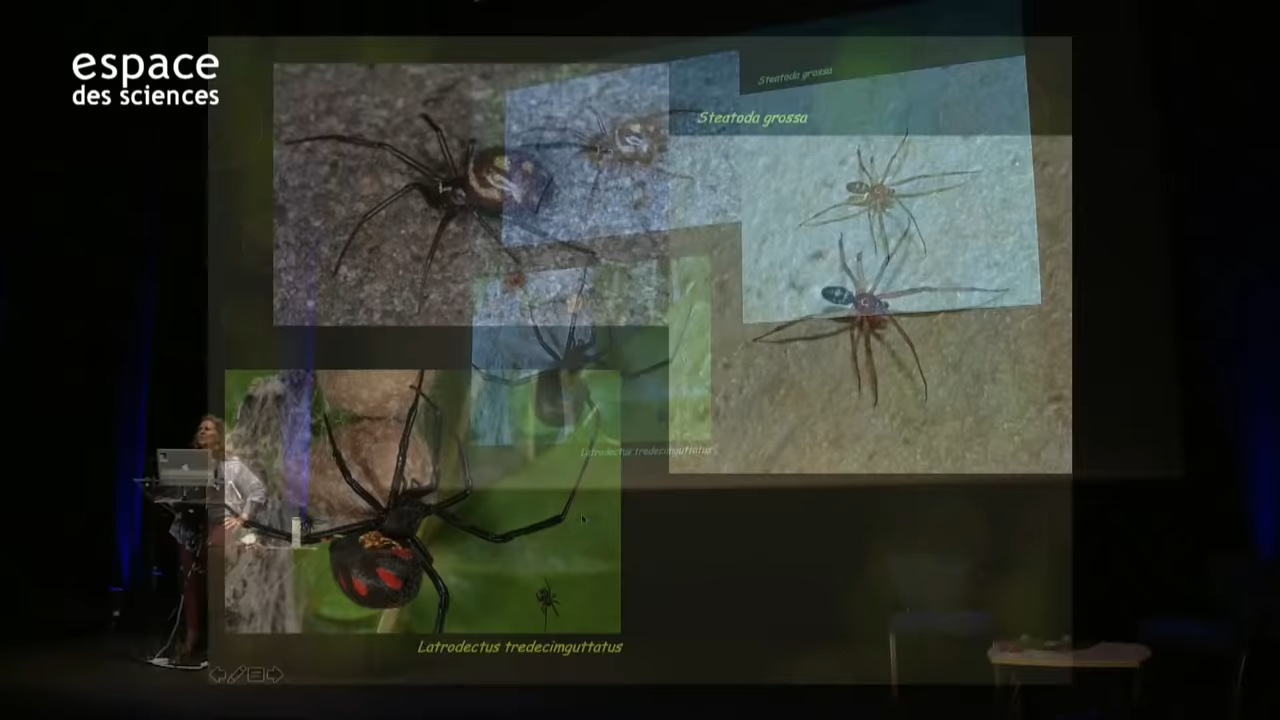 espace
des sciences
Steatoda grossa
Steatoda grossa
Latrodectus tredecimguttatus
Latrodectus tredecimguttatus